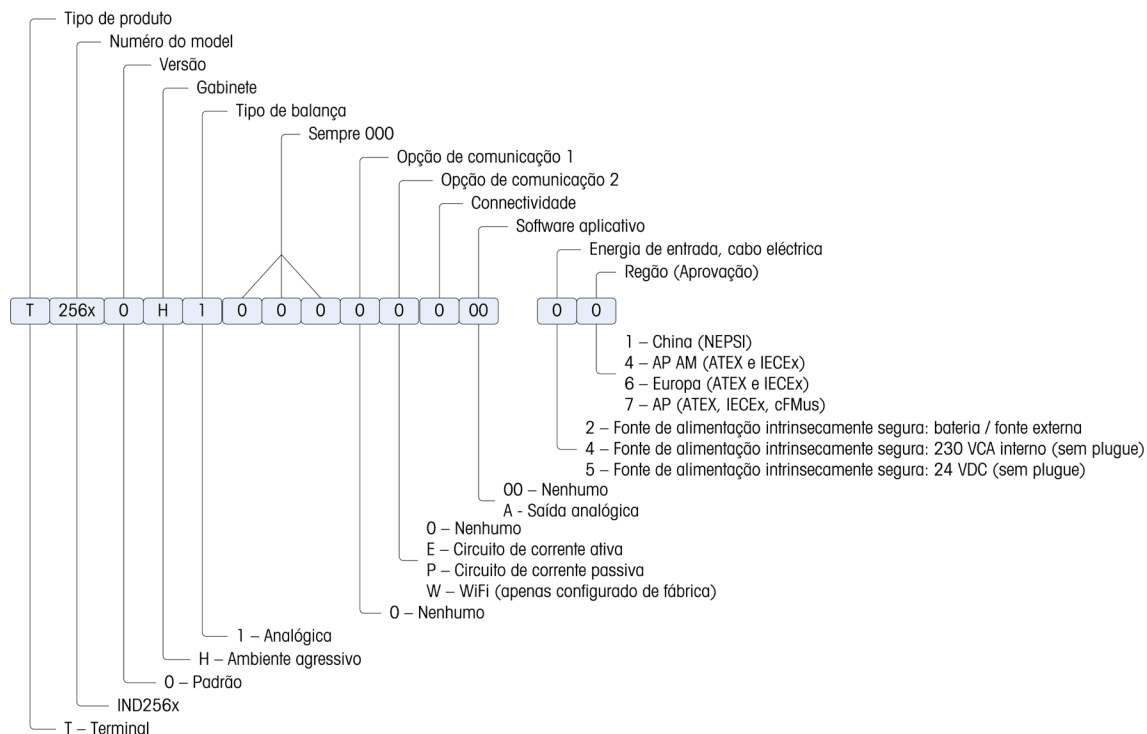 Tipo de produto
Numéro do model
Versão
Gabinete
Tipo de balança
Sempre 000
Opção de comunicação 1
Opção de comunicação 2
Connectividade
Software aplicativo
Energia de entrada, cabo eléctrica
Regão (Aprovação)
T 256x 0 H 1 0 0 0 0 0 0 00 0 0
1 – China (NEPSI)
4 – AP AM (ATEX e IECEx)
6 – Europa (ATEX e IECEx)
7 – AP (ATEX, IECEx, cFMus)
2 – Fonte de alimentação intrinsecamente segura: bateria / fonte externa
4 – Fonte de alimentação intrinsecamente segura: 230 VCA interno (sem plugue)
5 – Fonte de alimentação intrinsecamente segura: 24 VDC (sem plugue)
00 – Nenhumo
A - Saída analógica
0 – Nenhumo
E – Circuito de corrente ativa
P – Circuito de corrente passiva
W – WiFi (apenas configurado de fábrica)
0 – Nenhumo
1 – Analógica
H – Ambiente agressivo
0 – Padrão
IND256x
T – Terminal